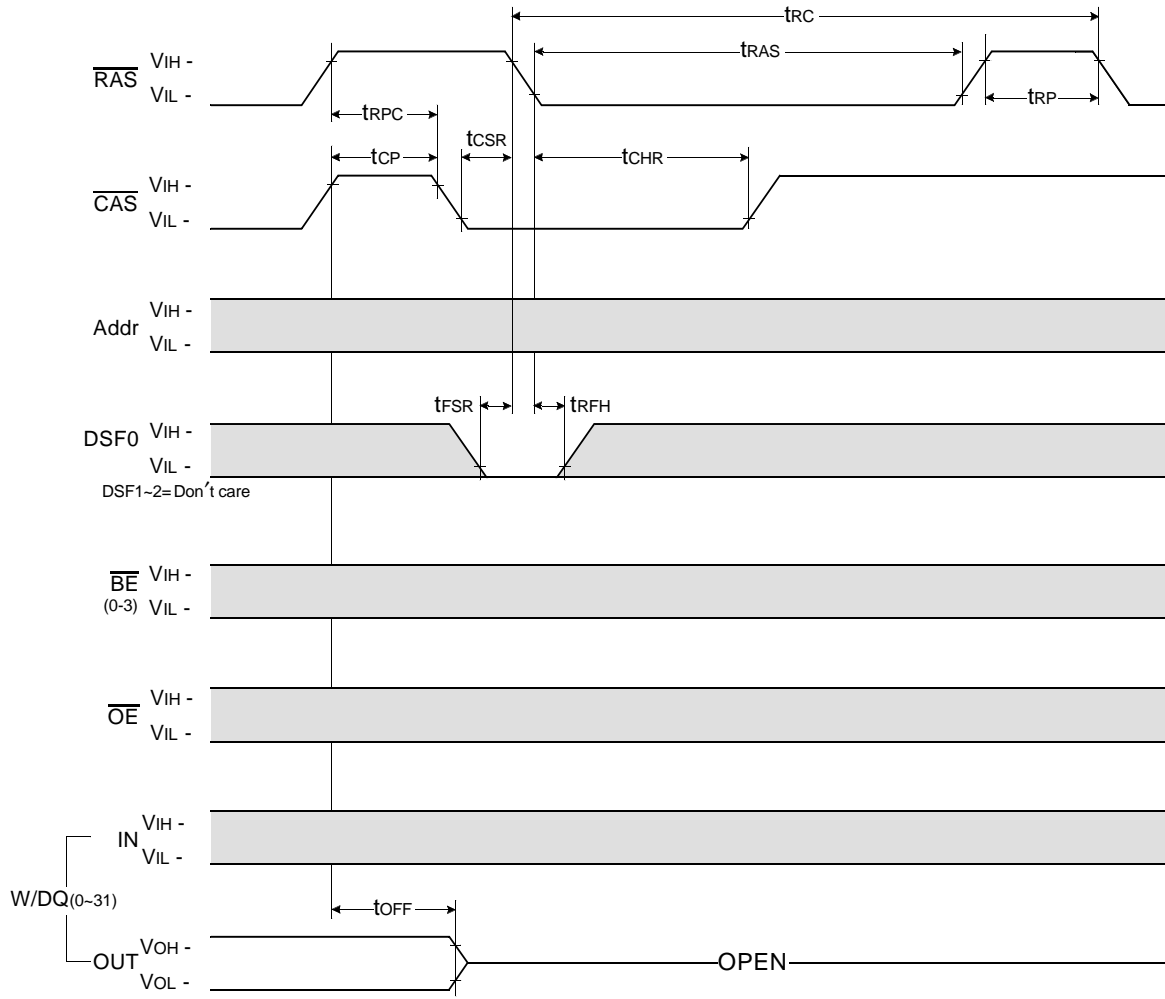 tRC
tRAS
RAS
VIH -
VIL -
tRP
tRPC
tCSR
tCP
tCHR
CAS
VIH -
VIL -
Addr
VIH -
VIL -
tFSR
tRFH
DSF0
VIH -
VIL -
DSF1~2=Don't care
BE
(0-3)
VIH -
VIL -
OE
VIH -
VIL -
IN
VIH -
VIL -
W/DQ(0~31)
tOFF
OUT
VOH -
VOL -
OPEN